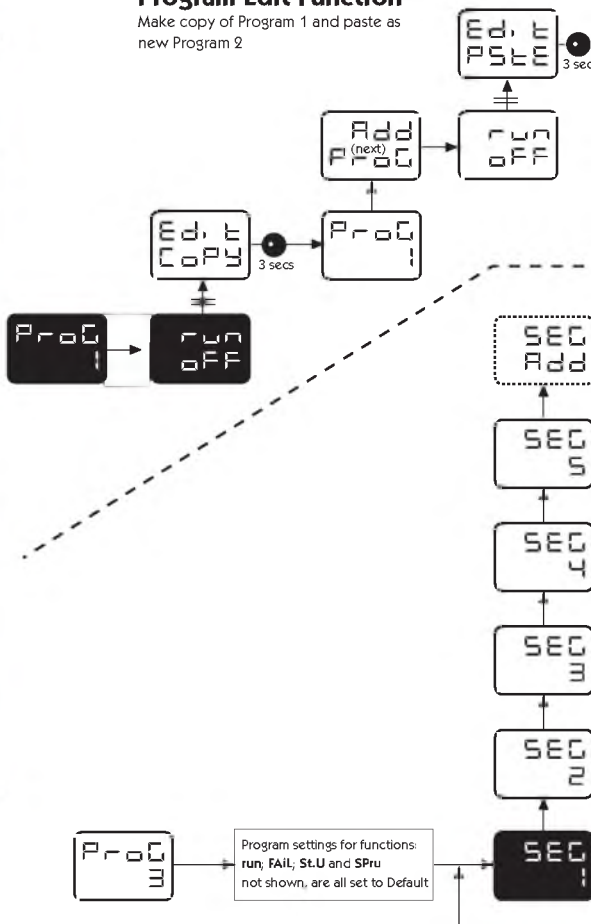 Program Edit Function
Make copy of Program 1 and paste as
new Program 2
Edit
PStE
3 sec
Add
(next)
ProG
run
oFF
Edit
CoPY
3 secs
ProG
1
ProG
1
run
oFF
SEG
Add
SEG
5
SEG
4
SEG
3
SEG
2
ProG
3
Program settings for functions:
run; FAiL; St.U and SPru
not shown, are all set to Default
SEG
1